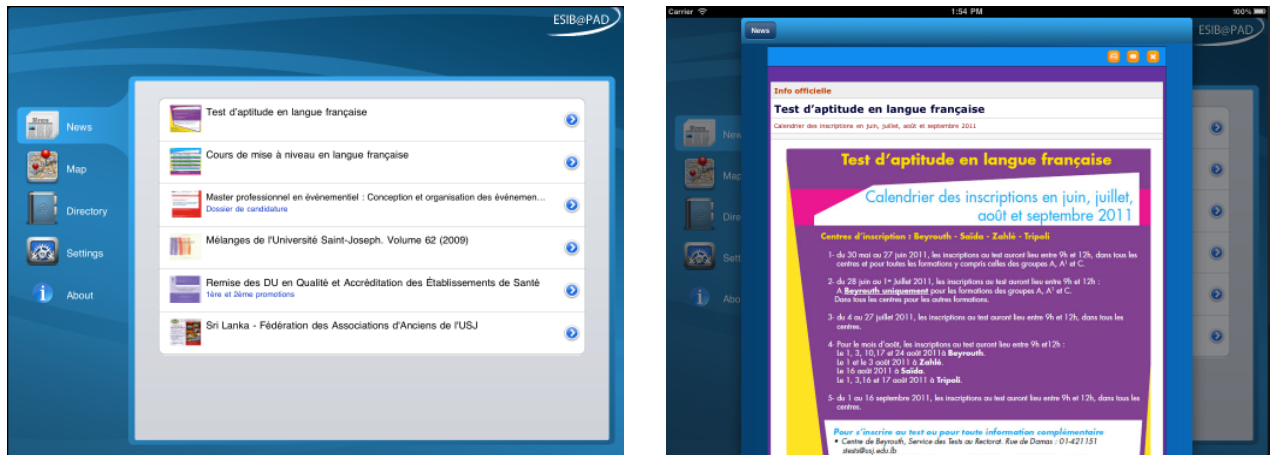 ESIB@PAD
News
Map
Directory
Settings
About
Test d'aptitude en langue française
Cours de mise à niveau en langue française
Master professionnel en événementiel : Conception et organisation des événemen...
Dossier de candidature
Mélanges de l'Université Saint-Joseph. Volume 62 (2009)
Remise des DU en Qualité et Accréditation des Établissements de Santé
1ère et 2ème promotions
Sri Lanka - Fédération des Associations d'Anciens de l'USJ
Carrier 1:54 PM 100%
News
ESIB@PAD
New
Map
Dire
Sett
Abo
Info officielle
Test d'aptitude en langue française
Calendrier des inscriptions en juin, juillet, août et septembre 2011
Test d'aptitude en langue française
Calendrier des inscriptions en juin, juillet,
août et septembre 2011
Centres d'inscription : Beyrouth - Saïda - Zahlé - Tripoli
1- du 30 mai au 27 juin 2011, les inscriptions au test auront lieu entre 9h et 12h, dans tous les
centres et pour toutes les formations y compris celles des groupes A, A¹ et C.
2- du 28 juin au 1er Juillet 2011, les inscriptions au test auront lieu entre 9h et 12h :
A Beyrouth uniquement pour les formations des groupes A, A¹ et C.
Dans tous les centres pour les autres formations.
3- du 4 au 27 juillet 2011, les inscriptions au test auront lieu entre 9h et 12h, dans tous les
centres.
4- Pour le mois d'août, les inscriptions au test auront lieu entre 9h et12h :
Le 1, 3, 10,17 et 24 août 2011à Beyrouth.
Le 1 et le 3 août 2011 à Zahlé.
Le 16 août 2011 à Saïda.
Le 1, 3,16 et 17 août 2011 à Tripoli.
5- du 1 au 16 septembre 2011, les inscriptions au test auront lieu entre 9h et 12h, dans tous les
centres.
Pour s'inscrire au test ou pour toute information complémentaire
• Centre de Beyrouth, Service des Tests au Rectorat. Rue de Damas : 01-421151
stests@usj.edu.lb